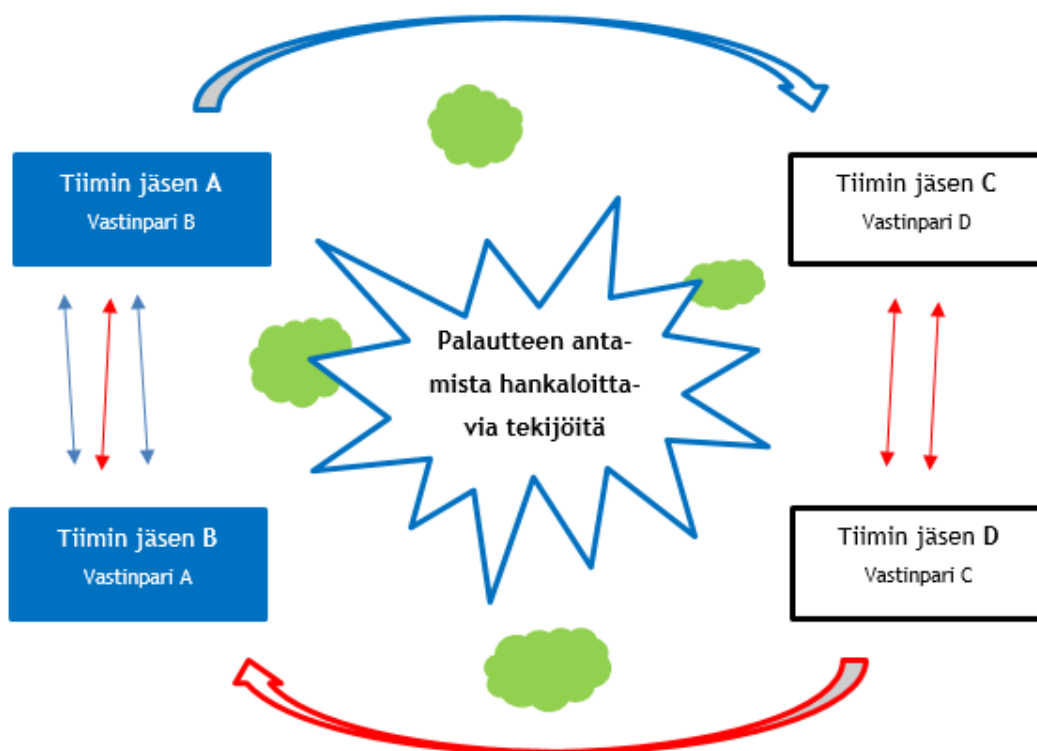 Tiimin jäsen A
Vastinpari B
Tiimin jäsen C
Vastinpari D
Palautteen anta-
mista hankaloitta-
via tekijöitä
Tiimin jäsen B
Vastinpari A
Tiimin jäsen D
Vastinpari C